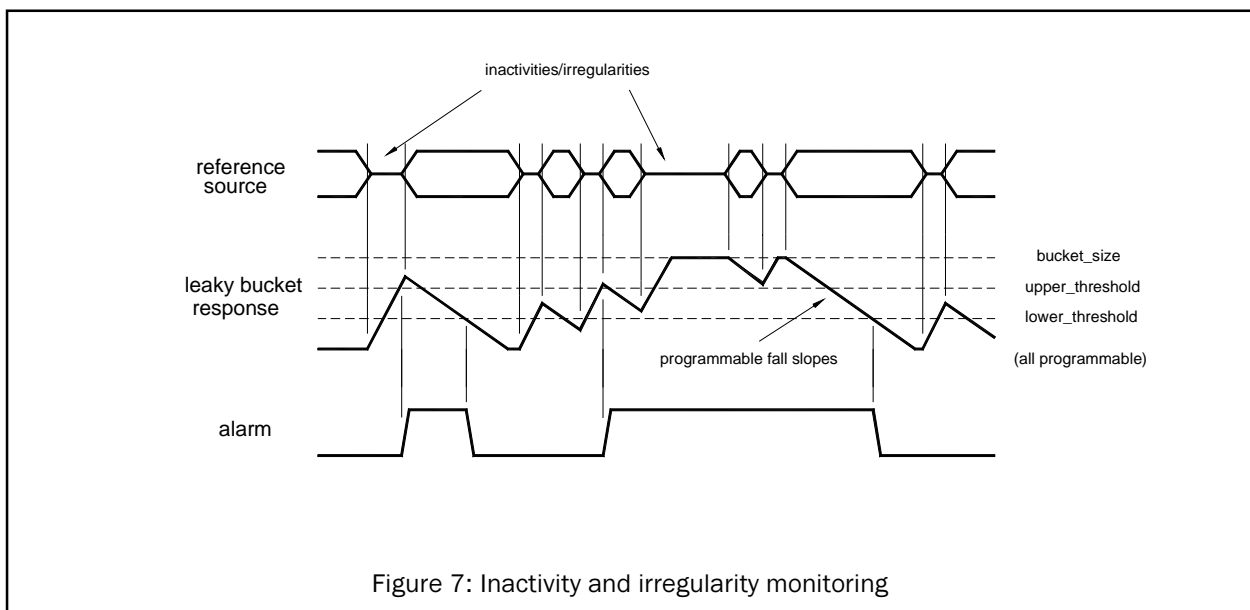 inactivities/irregularities
reference
source
bucket_size
leaky bucket
response
upper_threshold
lower_threshold
programmable fall slopes
(all programmable)
alarm
Figure 7: Inactivity and irregularity monitoring